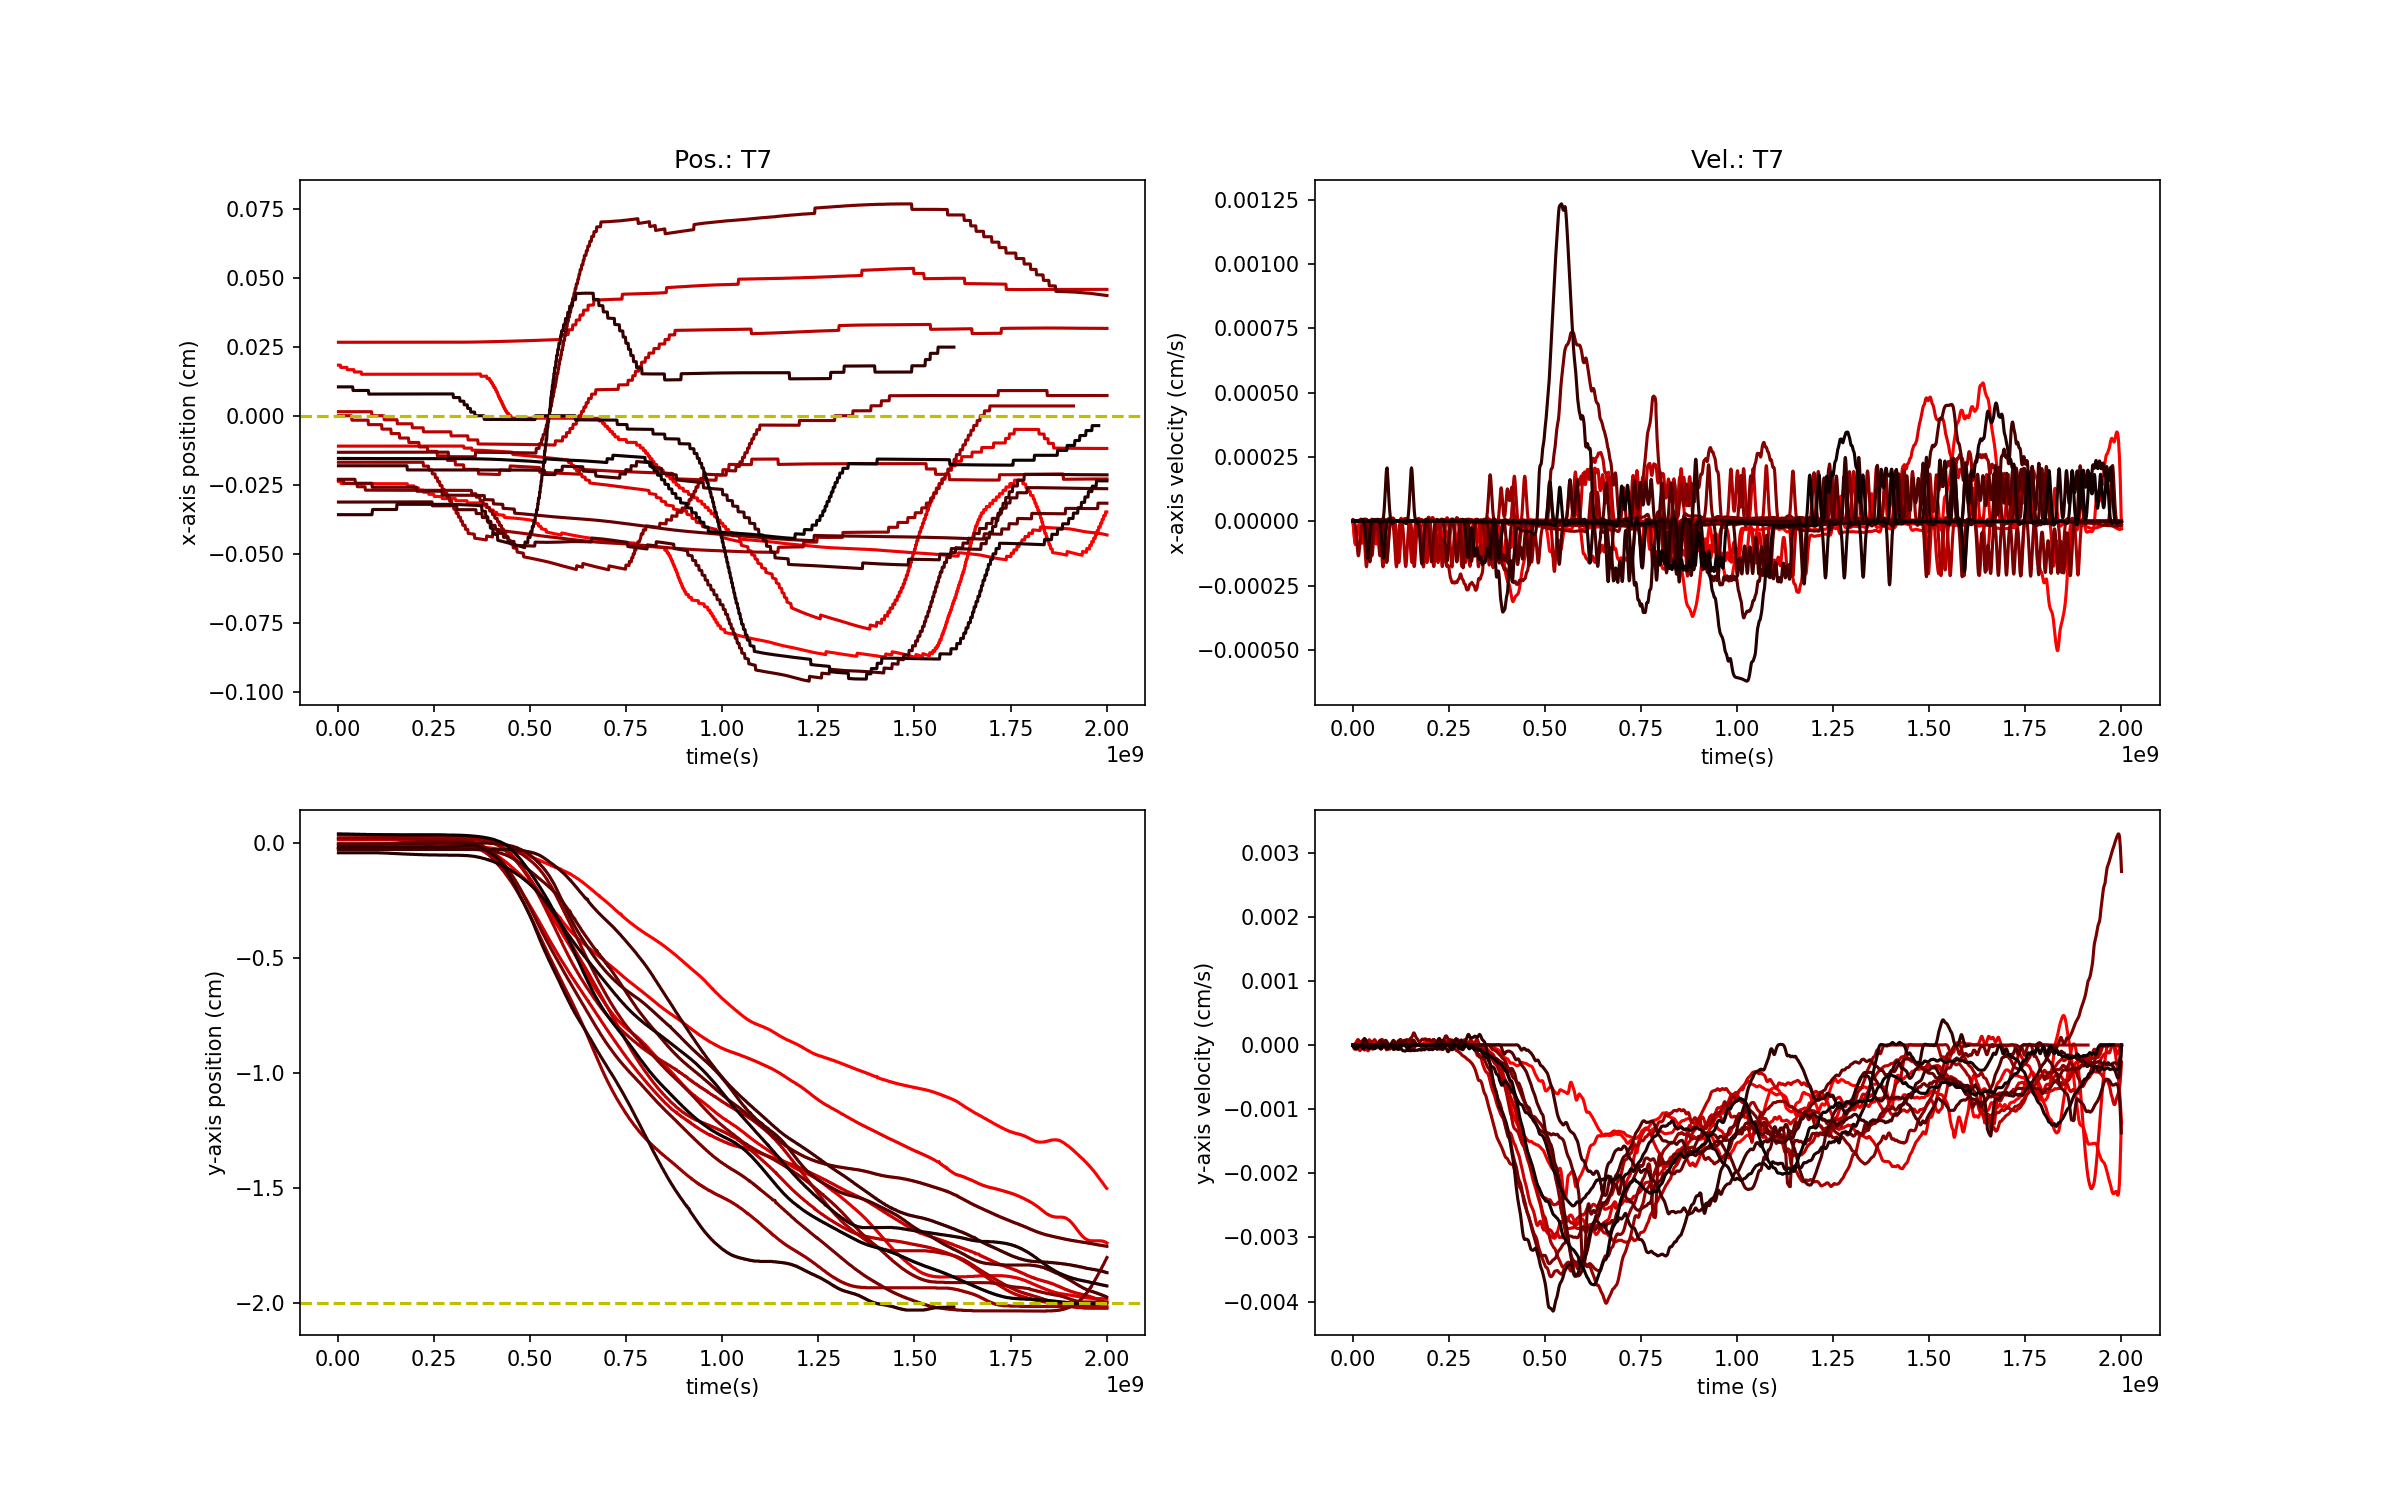 Pos.: T7
x-axis position (cm)
0.075
0.050
0.025
0.000
−0.025
−0.050
−0.075
−0.100
0.00 0.25 0.50 0.75 1.00 1.25 1.50 1.75 2.00
time(s)
1e9
Vel.: T7
x-axis velocity (cm/s)
0.00125
0.00100
0.00075
0.00050
0.00025
0.00000
−0.00025
−0.00050
0.00 0.25 0.50 0.75 1.00 1.25 1.50 1.75 2.00
time(s)
1e9
y-axis position (cm)
0.0
−0.5
−1.0
−1.5
−2.0
0.00 0.25 0.50 0.75 1.00 1.25 1.50 1.75 2.00
time(s)
1e9
y-axis velocity (cm/s)
0.003
0.002
0.001
0.000
−0.001
−0.002
−0.003
−0.004
0.00 0.25 0.50 0.75 1.00 1.25 1.50 1.75 2.00
time (s)
1e9